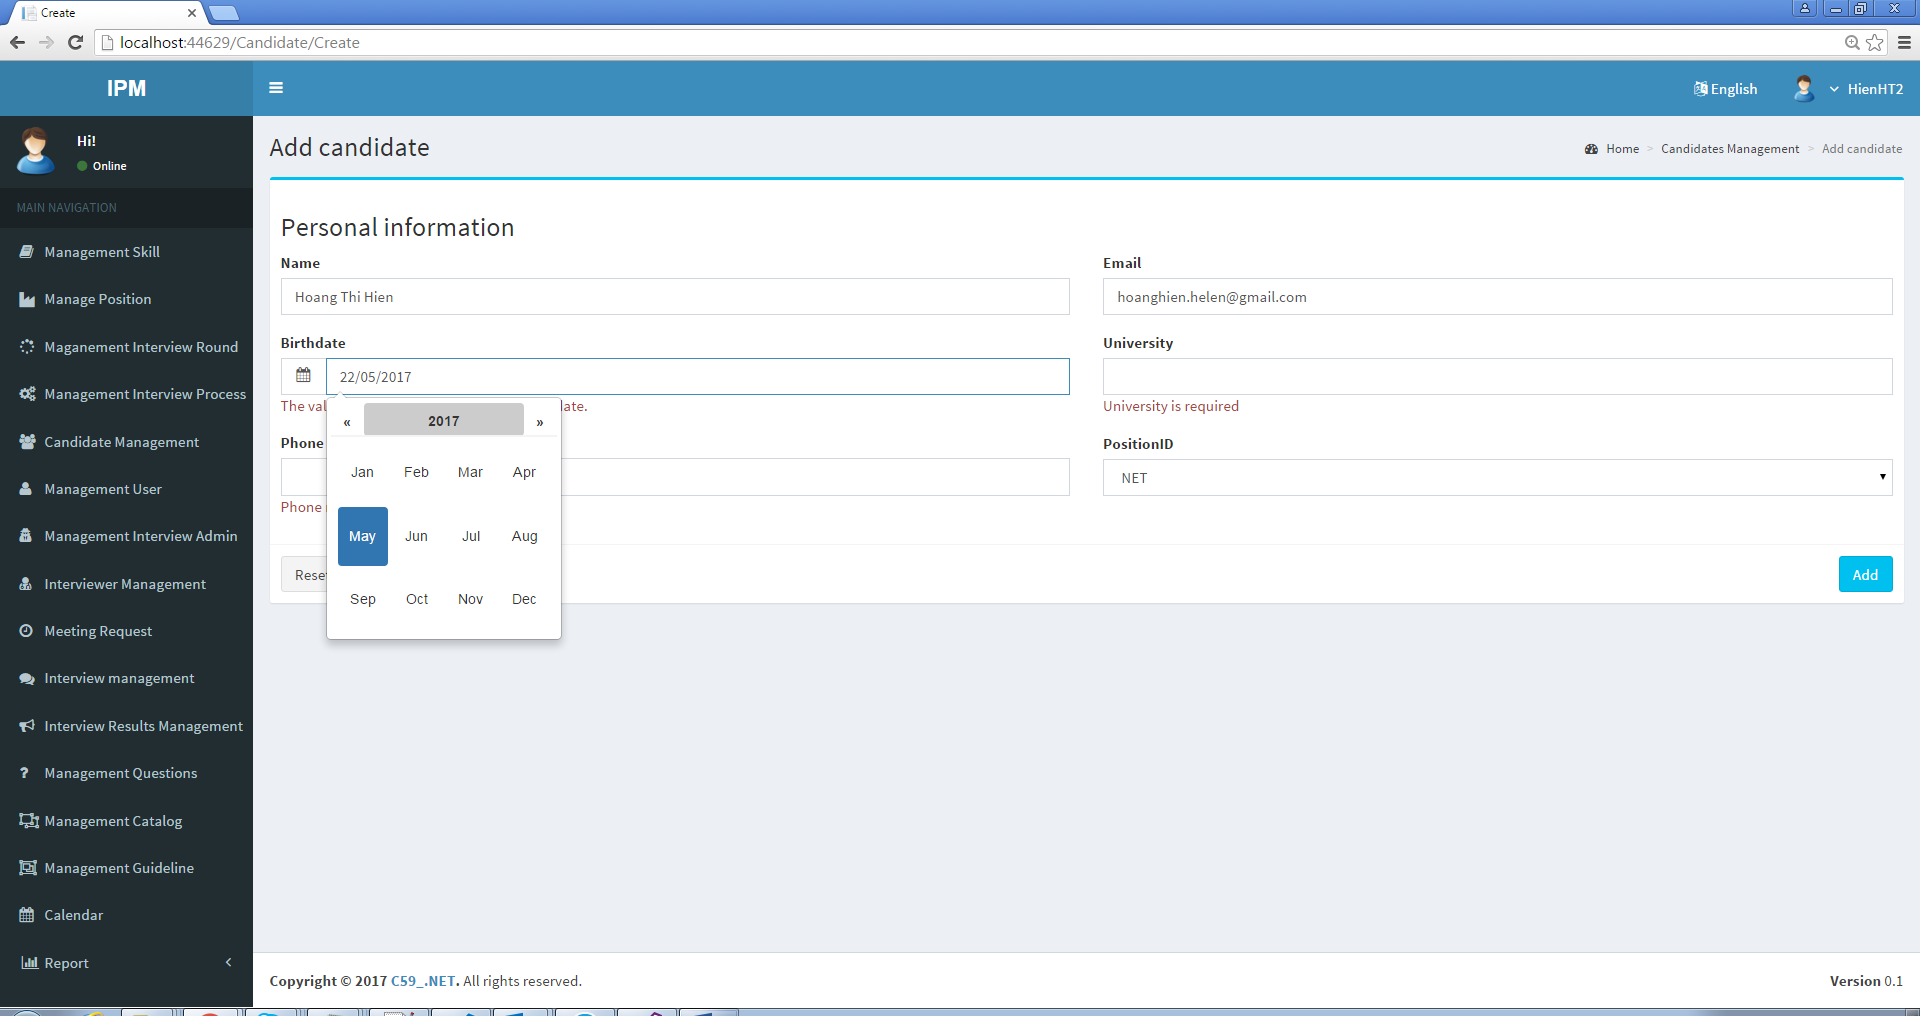 Create
localhost:44629/Candidate/Create
IPM
English
HienHT2
Hi!
Online
MAIN NAVIGATION
Management Skill
Manage Position
Maganement Interview Round
Management Interview Process
Candidate Management
Management User
Management Interview Admin
Interviewer Management
Meeting Request
Interview management
Interview Results Management
Management Questions
Management Catalog
Management Guideline
Calendar
Report
Add candidate
Home > Candidates Management > Add candidate
Personal information
Name
Hoang Thi Hien
Email
hoanghien.helen@gmail.com
Birthdate
22/05/2017
The
University
University is required
« 2017 »
Jan Feb Mar Apr
May Jun Jul Aug
Sep Oct Nov Dec
Phone
Phone
PositionID
NET
Add
Copyright © 2017 C59_.NET. All rights reserved.
Version 0.1